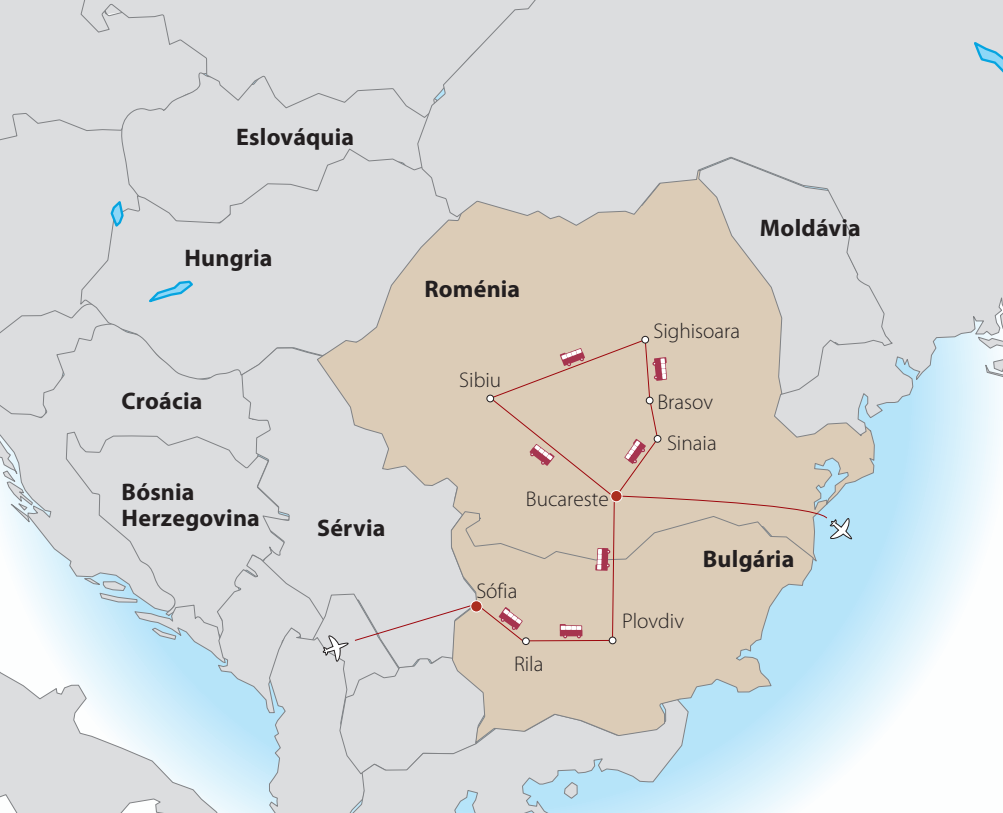 Eslováquia
Moldávia
Hungria
Roménia
Sighisoara
Sibiu
Croácia
Brasov
Sinaia
Bósnia
Herzegovina
Bucareste
Sérvia
Bulgária
Sófia
Plovdiv
Rila